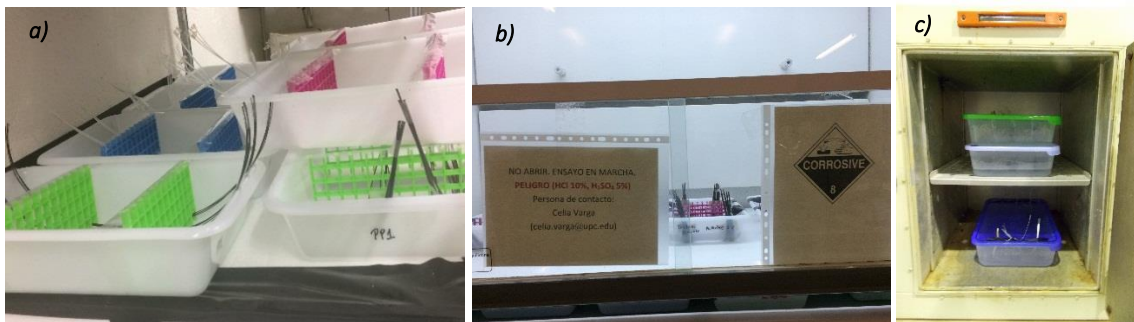 a)
PP1
b)
NO ABRIR. ENSAYO EN MARCHA.
PELIGRO (HCl 10%, H₂SO₄ 5%)
Persona de contacto:
Celia Varga
(celia.varga@upc.edu)
CORROSIVE
8
c)